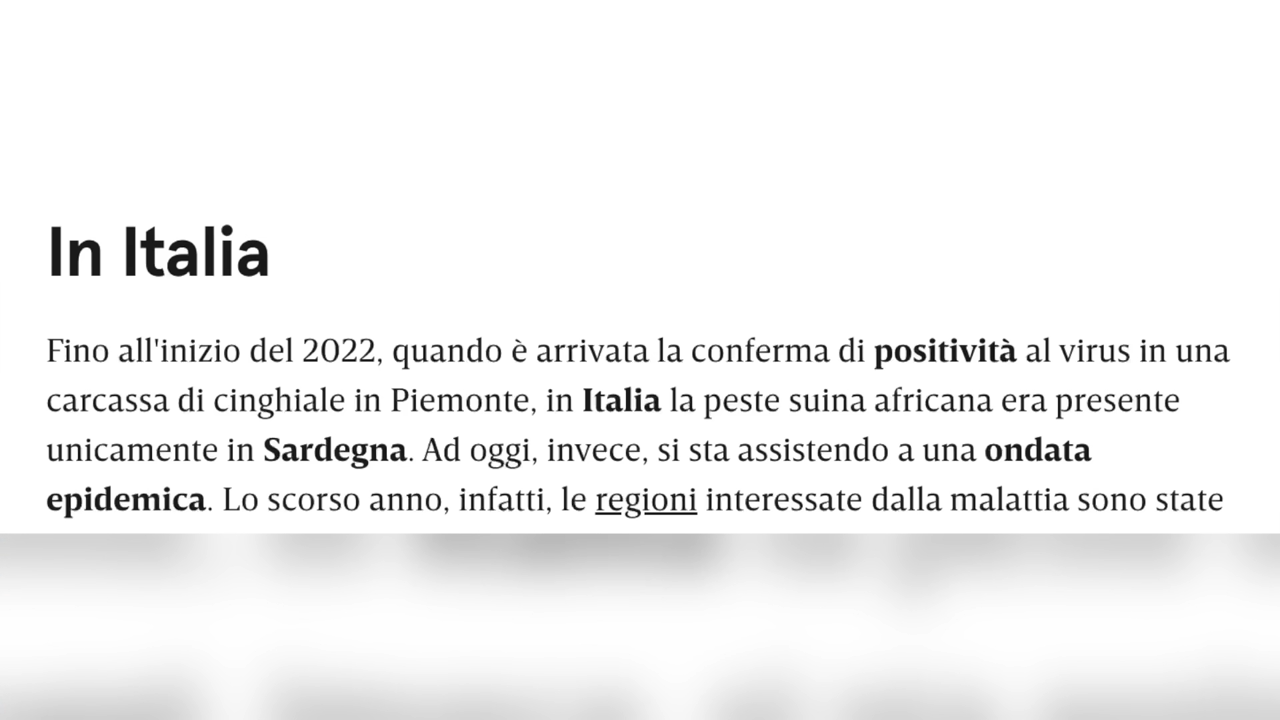 In Italia
Fino all'inizio del 2022, quando è arrivata la conferma di positività al virus in una
carcassa di cinghiale in Piemonte, in Italia la peste suina africana era presente
unicamente in Sardegna. Ad oggi, invece, si sta assistendo a una ondata
epidemica. Lo scorso anno, infatti, le regioni interessate dalla malattia sono state